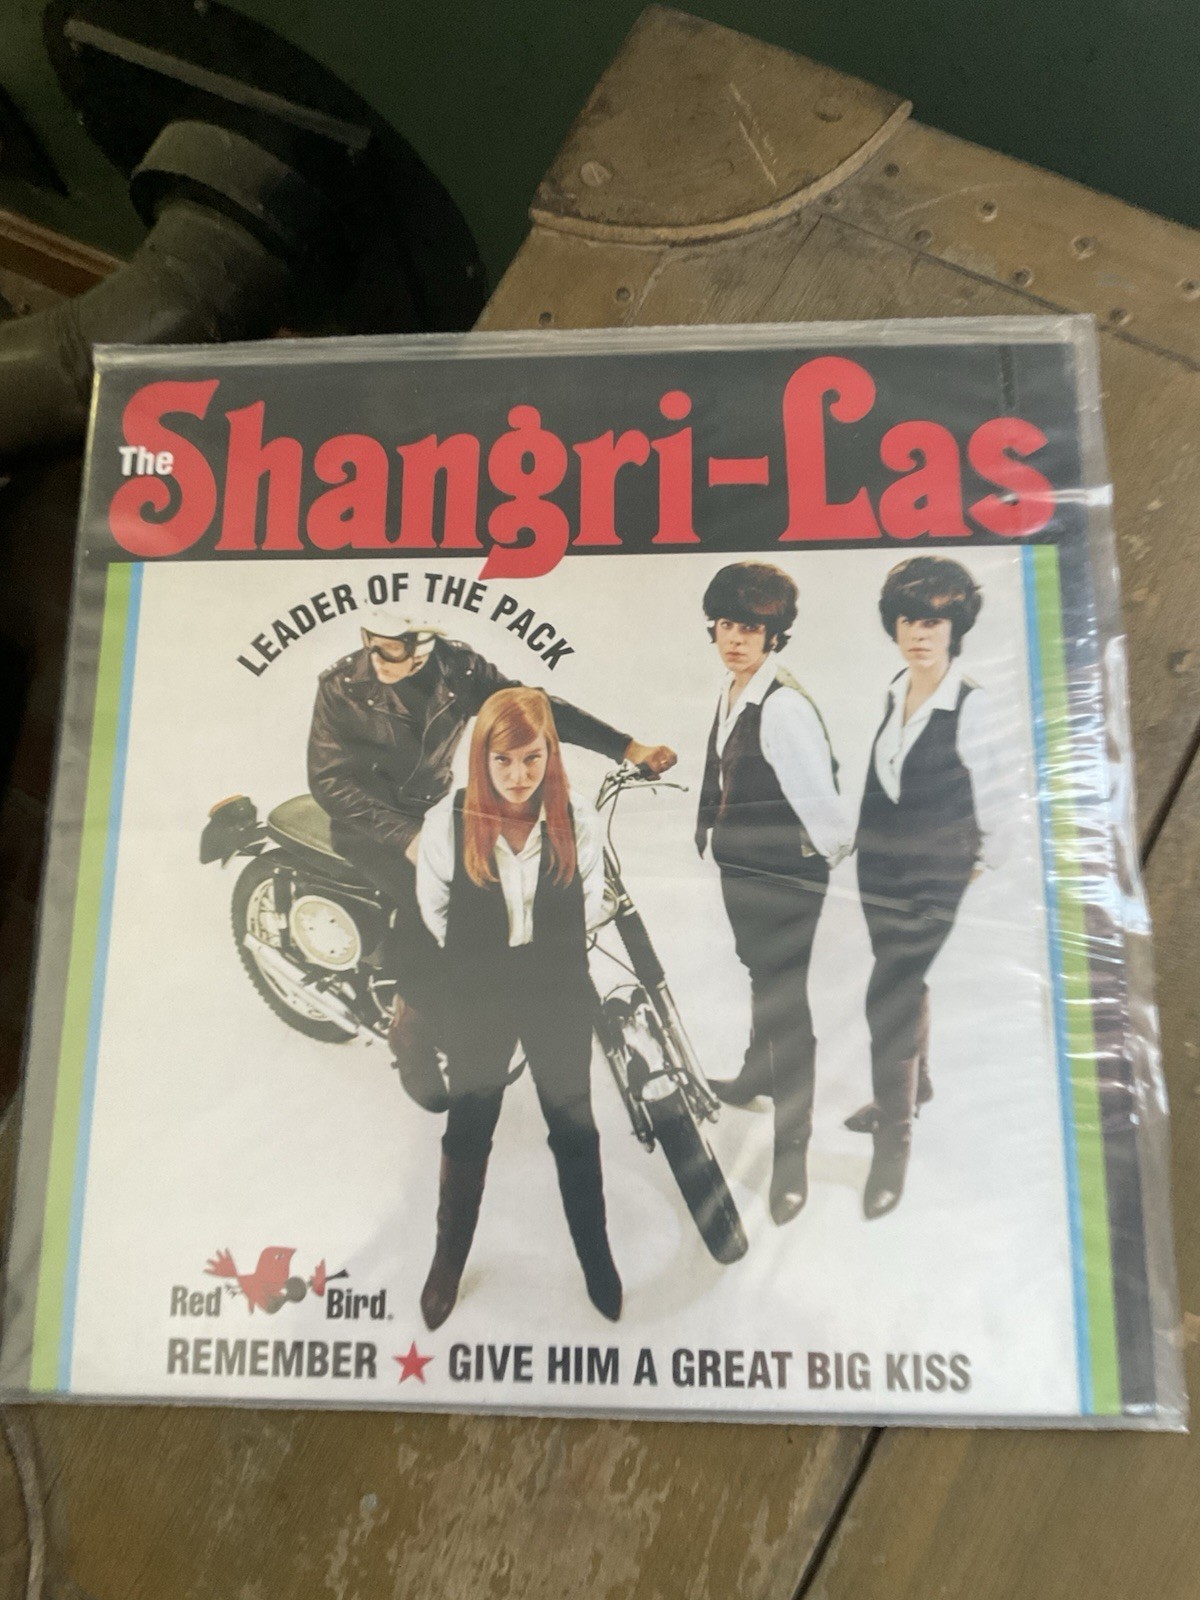 The Shangri-Las
LEADER OF THE PACK
Red Bird.
REMEMBER ★ GIVE HIM A GREAT BIG KISS